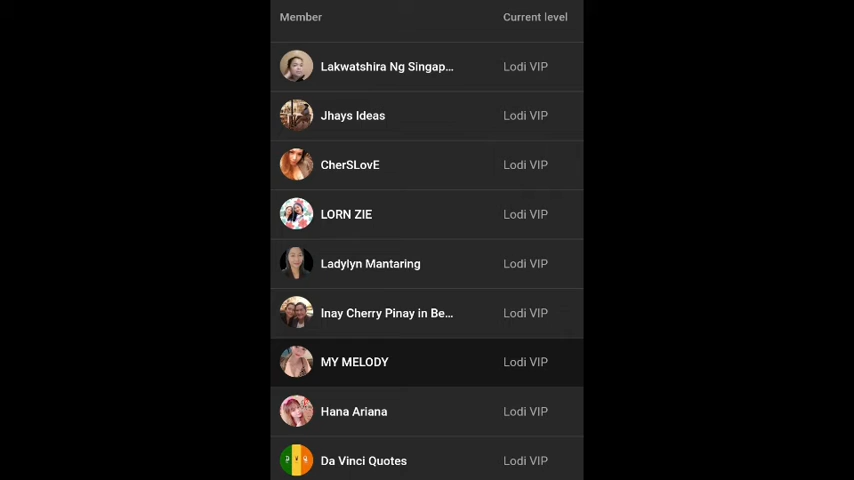 Member Current level
Lakwatshira Ng Singap... Lodi VIP
Jhays Ideas Lodi VIP
CherSLovE Lodi VIP
LORN ZIE Lodi VIP
Ladylyn Mantaring Lodi VIP
Inay Cherry Pinay in Be... Lodi VIP
MY MELODY Lodi VIP
Hana Ariana Lodi VIP
Da Vinci Quotes Lodi VIP